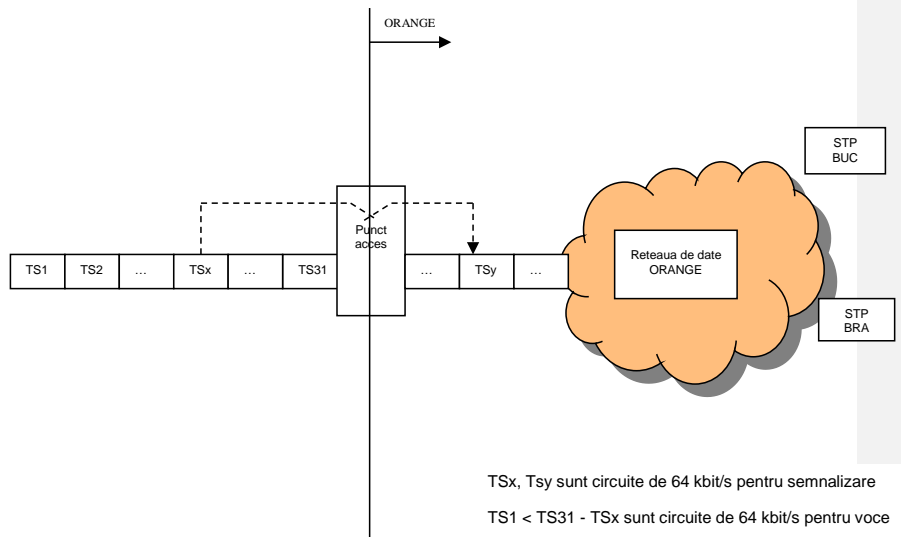 ORANGE
STP
BUC
Punct
acces
TS1 TS2 … TSx … TS31 … TSy …
Reteaua de date
ORANGE
STP
BRA
TSx, Tsy sunt circuite de 64 kbit/s pentru semnalizare
TS1 < TS31 - TSx sunt circuite de 64 kbit/s pentru voce